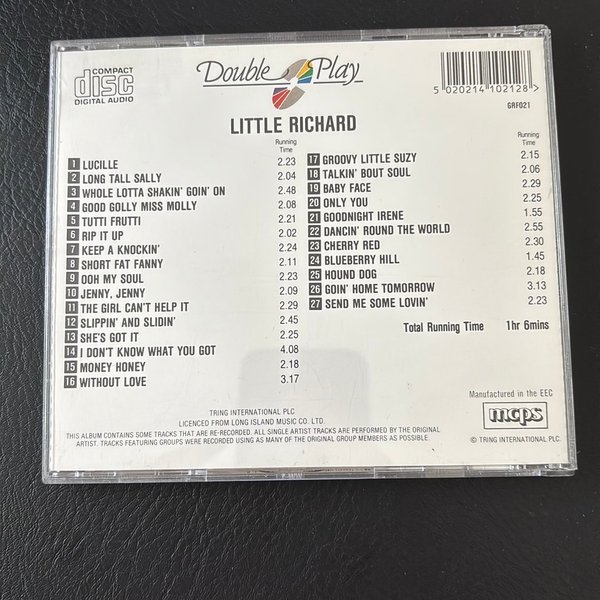 COMPACT
disc
DIGITAL AUDIO
Double Play
5 020214 102128 >
GRF021
LITTLE RICHARD
Running
Time
1 LUCILLE 2.23
2 LONG TALL SALLY 2.04
3 WHOLE LOTTA SHAKIN' GOIN' ON 2.48
4 GOOD GOLLY MISS MOLLY 2.08
5 TUTTI FRUTTI 2.21
6 RIP IT UP 2.02
7 KEEP A KNOCKIN' 2.24
8 SHORT FAT FANNY 2.11
9 OOH MY SOUL 2.23
10 JENNY, JENNY 2.09
11 THE GIRL CAN'T HELP IT 2.29
12 SLIPPIN' AND SLIDIN' 2.45
13 SHE'S GOT IT 2.25
14 I DON'T KNOW WHAT YOU GOT 4.08
15 MONEY HONEY 2.18
16 WITHOUT LOVE 3.17
Running
Time
17 GROOVY LITTLE SUZY 2.15
18 TALKIN' BOUT SOUL 2.06
19 BABY FACE 2.29
20 ONLY YOU 2.25
21 GOODNIGHT IRENE 1.55
22 DANCIN' ROUND THE WORLD 2.55
23 CHERRY RED 2.30
24 BLUEBERRY HILL 1.45
25 HOUND DOG 2.18
26 GOIN' HOME TOMORROW 3.13
27 SEND ME SOME LOVIN' 2.23
Total Running Time 1hr 6mins
TRING INTERNATIONAL PLC
LICENCED FROM LONG ISLAND MUSIC CO. LTD.
THIS ALBUM CONTAINS SOME TRACKS THAT ARE RE-RECORDED. ALL SINGLE ARTIST TRACKS ARE PERFORMED BY THE ORIGINAL
ARTIST. TRACKS FEATURING GROUPS WERE RECORDED USING AS MANY OF THE ORIGINAL GROUP MEMBERS AS POSSIBLE.
Manufactured in the EEC
mcps
© TRING INTERNATIONAL PLC.